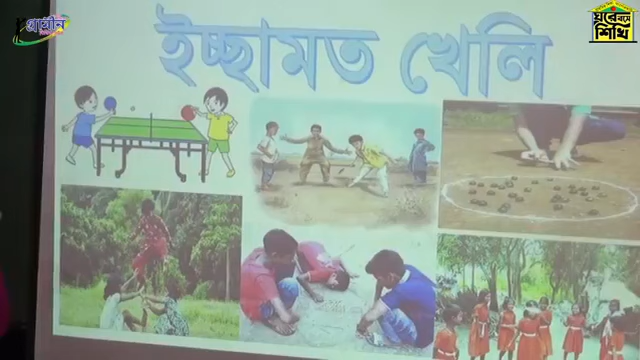 গ্রামীণ
ঘরে বসে
শিখি
ইচ্ছামত খেলি